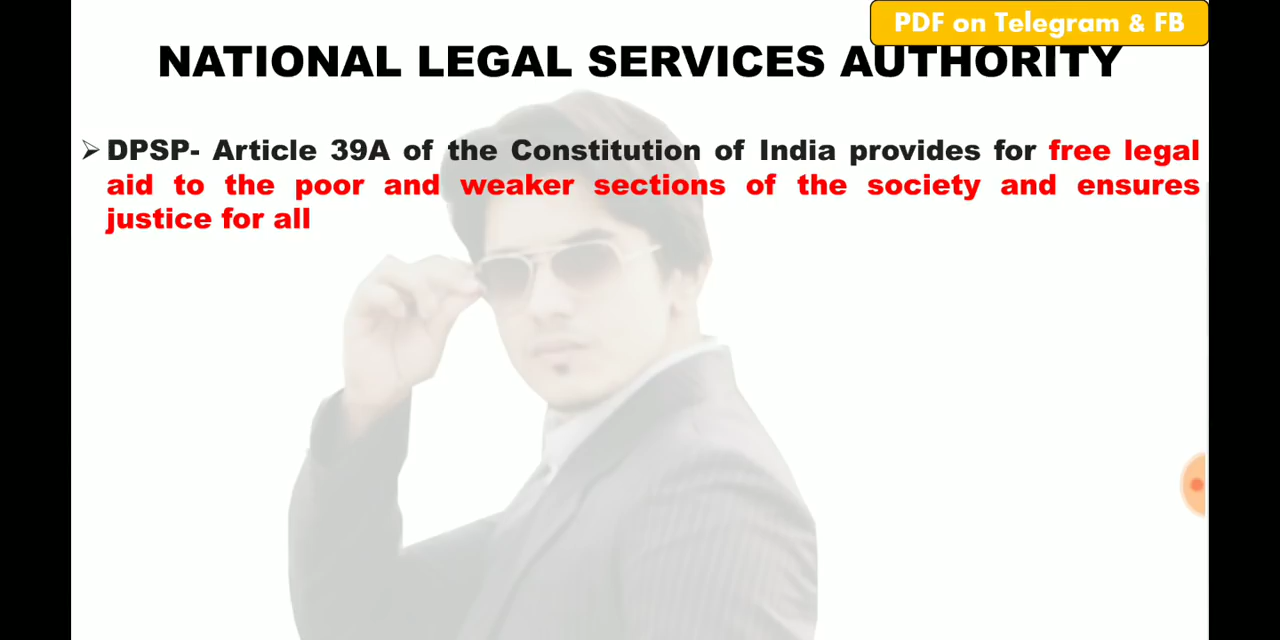 PDF on Telegram & FB
NATIONAL LEGAL SERVICES AUTHORITY
➢ DPSP- Article 39A of the Constitution of India provides for free legal
aid to the poor and weaker sections of the society and ensures
justice for all